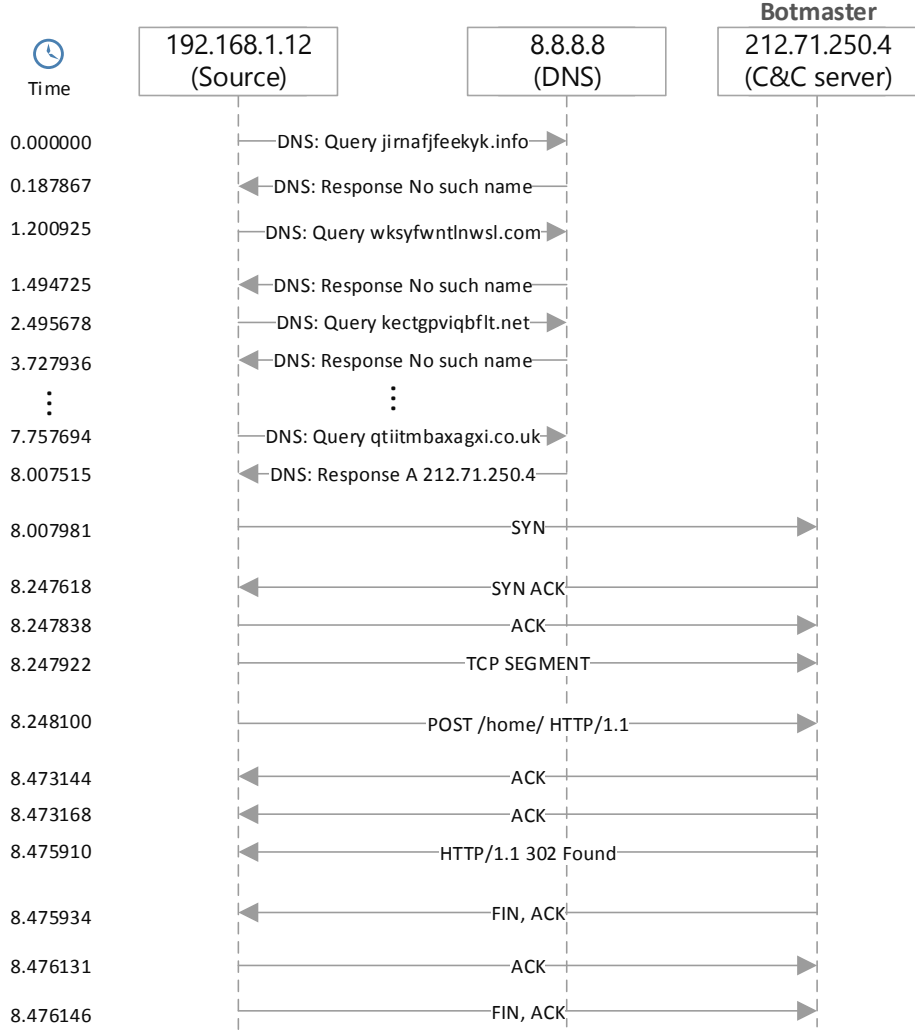 Botmaster
Time
192.168.1.12
(Source)
8.8.8.8
(DNS)
212.71.250.4
(C&C server)
0.000000 DNS: Query jirnafjfeekyk.info
0.187867 DNS: Response No such name
1.200925 DNS: Query wksyfwntlnwsl.com
1.494725 DNS: Response No such name
2.495678 DNS: Query kectgpviqbflt.net
3.727936 DNS: Response No such name
⋮ ⋮
7.757694 DNS: Query qtiitmbaxagxi.co.uk
8.007515 DNS: Response A 212.71.250.4
8.007981 SYN
8.247618 SYN ACK
8.247838 ACK
8.247922 TCP SEGMENT
8.248100 POST /home/ HTTP/1.1
8.473144 ACK
8.473168 ACK
8.475910 HTTP/1.1 302 Found
8.475934 FIN, ACK
8.476131 ACK
8.476146 FIN, ACK